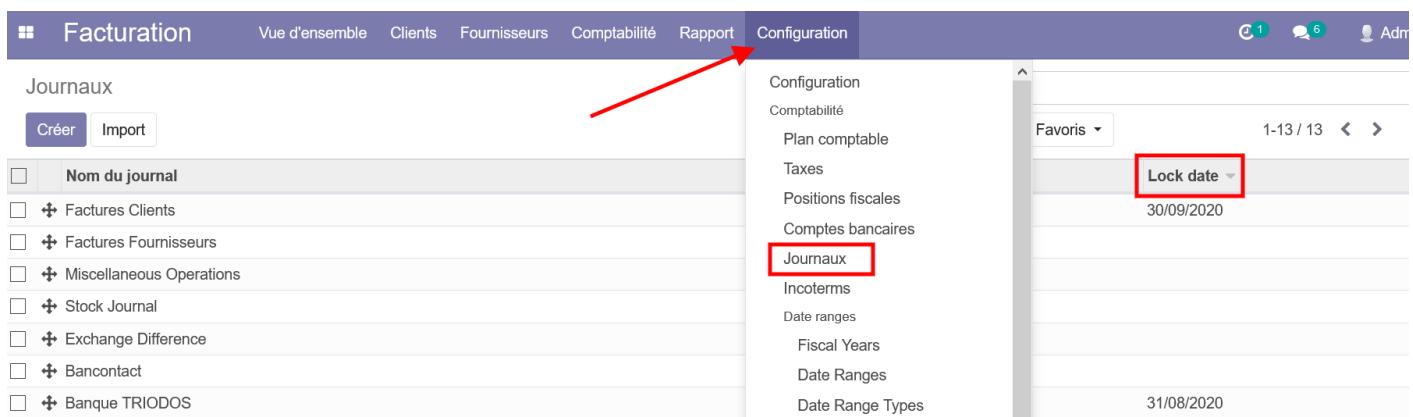 Facturation Vue d'ensemble Clients Fournisseurs Comptabilité Rapport Configuration 1 6 Adm
Journaux
Créer Import
Configuration
Comptabilité
Plan comptable
Taxes
Positions fiscales
Comptes bancaires
Journaux
Incoterms
Date ranges
Fiscal Years
Date Ranges
Date Range Types
Favoris 1-13 / 13
Nom du journal Lock date
Factures Clients 30/09/2020
Factures Fournisseurs
Miscellaneous Operations
Stock Journal
Exchange Difference
Bancontact
Banque TRIODOS 31/08/2020